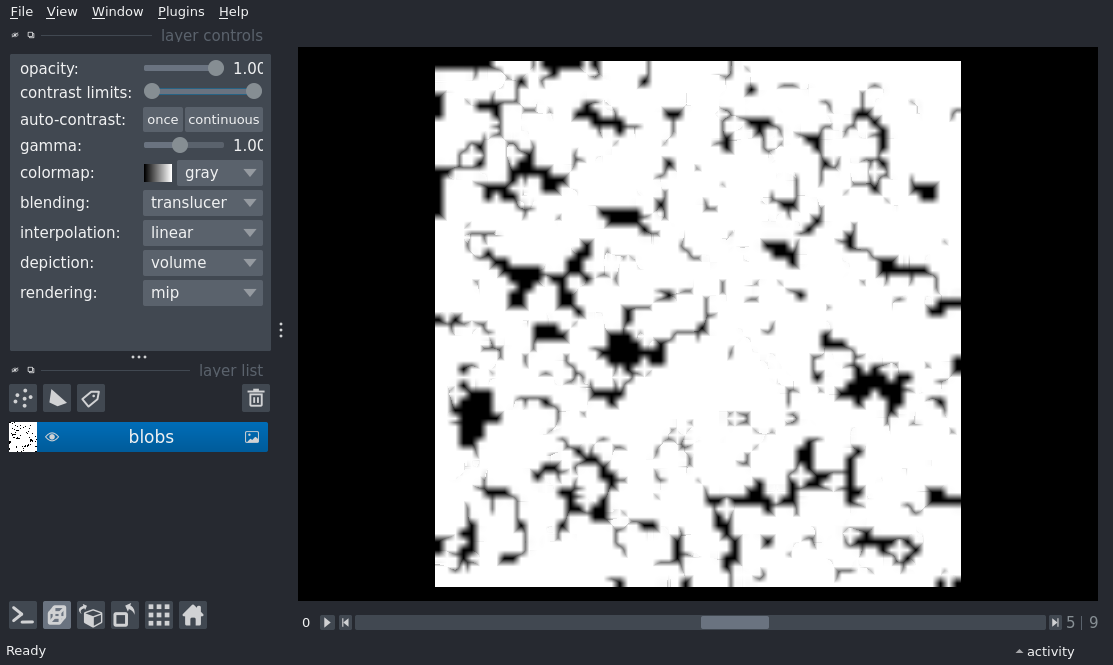 File View Window Plugins Help
layer controls
opacity: 1.00
contrast limits:
auto-contrast: once continuous
gamma: 1.00
colormap: gray
blending: translucer
interpolation: linear
depiction: volume
rendering: mip
layer list
blobs
0 5 | 9
Ready activity